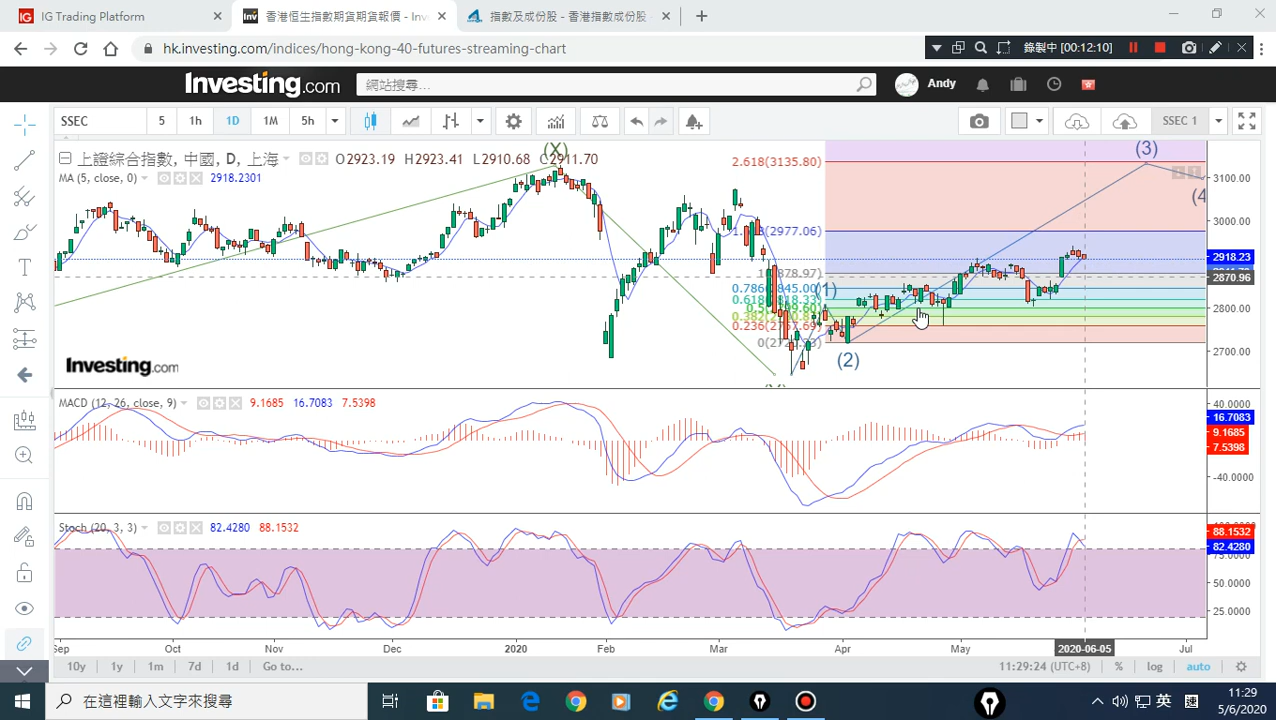 IG Trading Platform
香港恒生指數期貨期貨報價 - Inv
指數及成份股 - 香港指數成份股 -
hk.investing.com/indices/hong-kong-40-futures-streaming-chart
錄製中 [00:12:10]
Investing.com
網站搜尋...
Andy
SSEC 5 1h 1D 1M 5h SSEC 1
上證綜合指數, 中國, D, 上海 O2923.19 H2923.41 L2910.68 C2911.70
MA (5, close, 0) 2918.2301
(X)
(3)
(4
(1)
(2)
2.618(3135.80)
(2977.06)
0.786(2845.00)
0(27
3100.00
3000.00
2918.23
2870.96
2800.00
2700.00
Investing.com
MACD (12, 26, close, 9) 9.1685 16.7083 7.5398
40.0000
16.7083
9.1685
7.5398
-40.0000
Stoch (20, 3, 3) 82.4280 88.1532
88.1532
82.4280
75.0000
50.0000
25.0000
Sep Oct Nov Dec 2020 Feb Mar Apr May 2020-06-05 Jul
10y 1y 1m 7d 1d Go to... 11:29:24 (UTC+8) % log auto
在這裡輸入文字來搜尋
英
11:29
5/6/2020